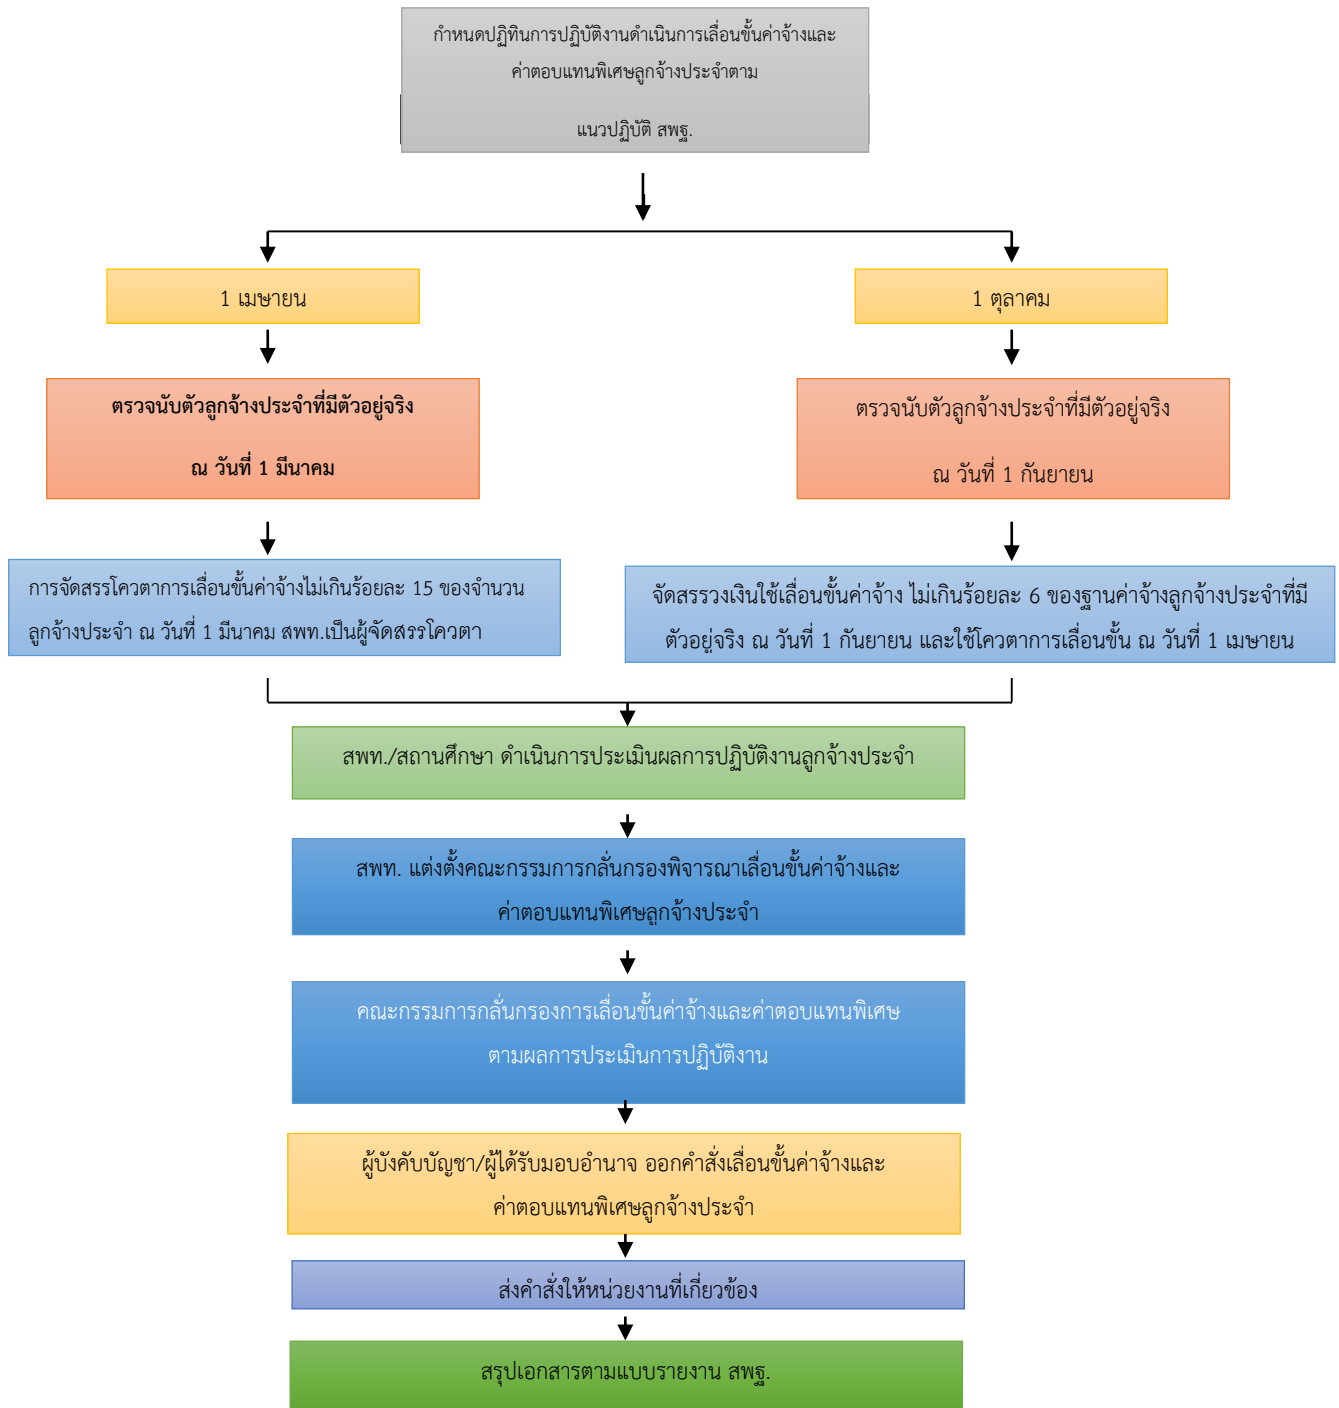 กำหนดปฏิทินการปฏิบัติงานดำเนินการเลื่อนขั้นค่าจ้างและ
ค่าตอบแทนพิเศษลูกจ้างประจำตาม
แนวปฏิบัติ สพฐ.
1 เมษายน
1 ตุลาคม
ตรวจนับตัวลูกจ้างประจำที่มีตัวอยู่จริง
ณ วันที่ 1 มีนาคม
ตรวจนับตัวลูกจ้างประจำที่มีตัวอยู่จริง
ณ วันที่ 1 กันยายน
การจัดสรรโควตาการเลื่อนขั้นค่าจ้างไม่เกินร้อยละ 15 ของจำนวน
ลูกจ้างประจำ ณ วันที่ 1 มีนาคม สพท.เป็นผู้จัดสรรโควตา
จัดสรรวงเงินใช้เลื่อนขั้นค่าจ้าง ไม่เกินร้อยละ 6 ของฐานค่าจ้างลูกจ้างประจำที่มี
ตัวอยู่จริง ณ วันที่ 1 กันยายน และใช้โควตาการเลื่อนขั้น ณ วันที่ 1 เมษายน
สพท./สถานศึกษา ดำเนินการประเมินผลการปฏิบัติงานลูกจ้างประจำ
สพท. แต่งตั้งคณะกรรมการกลั่นกรองพิจารณาเลื่อนขั้นค่าจ้างและ
ค่าตอบแทนพิเศษลูกจ้างประจำ
คณะกรรมการกลั่นกรองการเลื่อนขั้นค่าจ้างและค่าตอบแทนพิเศษ
ตามผลการประเมินการปฏิบัติงาน
ผู้บังคับบัญชา/ผู้ได้รับมอบอำนาจ ออกคำสั่งเลื่อนขั้นค่าจ้างและ
ค่าตอบแทนพิเศษลูกจ้างประจำ
ส่งคำสั่งให้หน่วยงานที่เกี่ยวข้อง
สรุปเอกสารตามแบบรายงาน สพฐ.